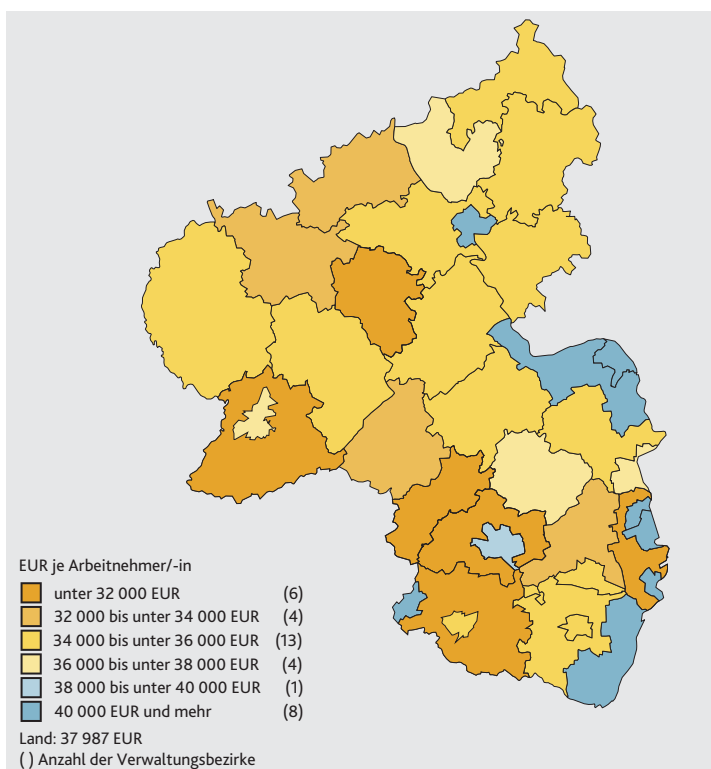 EUR je Arbeitnehmer/-in
unter 32 000 EUR (6)
32 000 bis unter 34 000 EUR (4)
34 000 bis unter 36 000 EUR (13)
36 000 bis unter 38 000 EUR (4)
38 000 bis unter 40 000 EUR (1)
40 000 EUR und mehr (8)
Land: 37 987 EUR
( ) Anzahl der Verwaltungsbezirke